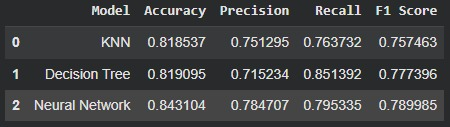 Model Accuracy Precision Recall F1 Score
0 KNN 0.818537 0.751295 0.763732 0.757463
1 Decision Tree 0.819095 0.715234 0.851392 0.777396
2 Neural Network 0.843104 0.784707 0.795335 0.789985